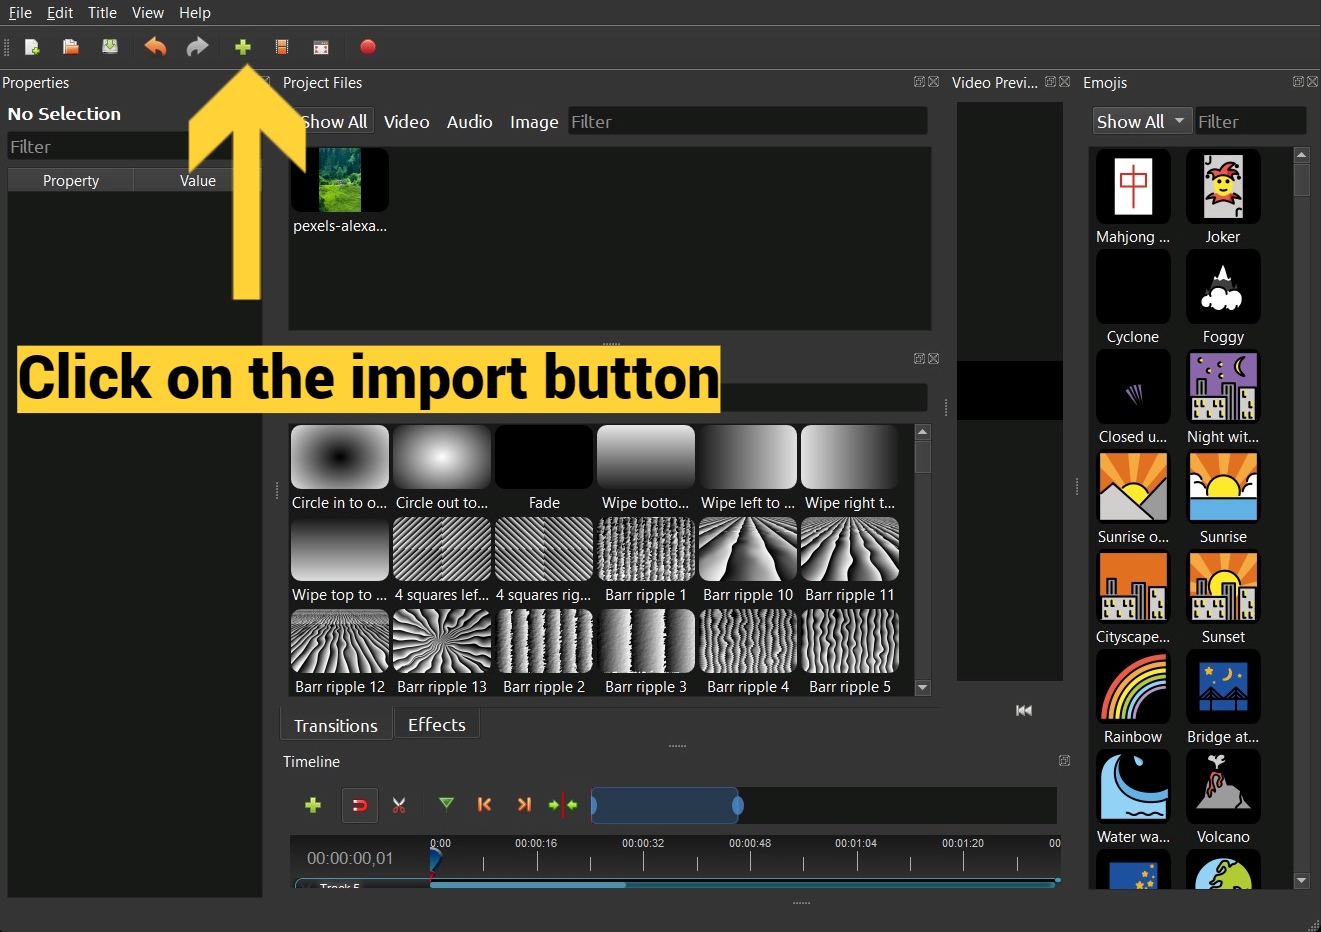 File Edit Title View Help
Properties
Project Files
Video Previ...
Emojis
No Selection
Show All Video Audio Image Filter
Show All Filter
Filter
Property Value
pexels-alexa...
Mahjong ... Joker
Cyclone Foggy
Click on the import button
Closed u... Night wit...
Circle in to o... Circle out to... Fade Wipe botto... Wipe left to ... Wipe right t...
Sunrise o... Sunrise
Wipe top to ... 4 squares lef... 4 squares rig... Barr ripple 1 Barr ripple 10 Barr ripple 11
Cityscape... Sunset
Barr ripple 12 Barr ripple 13 Barr ripple 2 Barr ripple 3 Barr ripple 4 Barr ripple 5
Transitions Effects
Rainbow Bridge at...
Timeline
Water wa... Volcano
0:00 00:00:16 00:00:32 00:00:48 00:01:04 00:01:20 00
00:00:00,01
Track 5